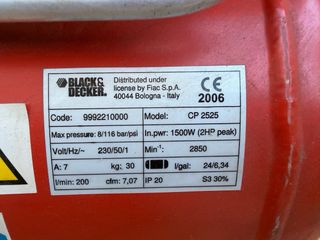 BLACK&
DECKER.
Distributed under
license by Fiac S.p.A.
40044 Bologna - Italy
CE
2006
Code: 9992210000 Model: CP 2525
Max pressure: 8/116 bar/psi In.pwr: 1500W (2HP peak)
Volt/Hz/~ 230/50/1 Min⁻¹: 2850
A: 7 kg: 30 l/gal: 24/6,34
l/min: 200 cfm: 7,07 IP 20 S3 30%